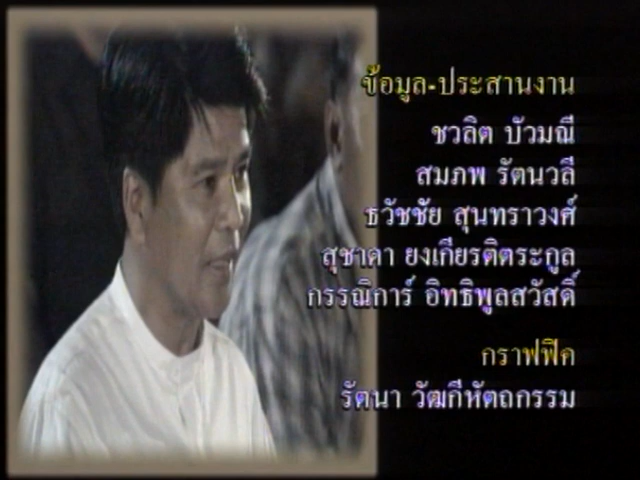 ข้อมูล-ประสานงาน
ชวลิต บัวมณี
สมภพ รัตนวลี
ธวัชชัย สุนทราวงศ์
สุชาดา ยงเกียรติตระกูล
กรรณิการ์ อิทธิพูลสวัสดิ์
กราฟฟิค
รัตนา วัฒกีหัตถกรรม